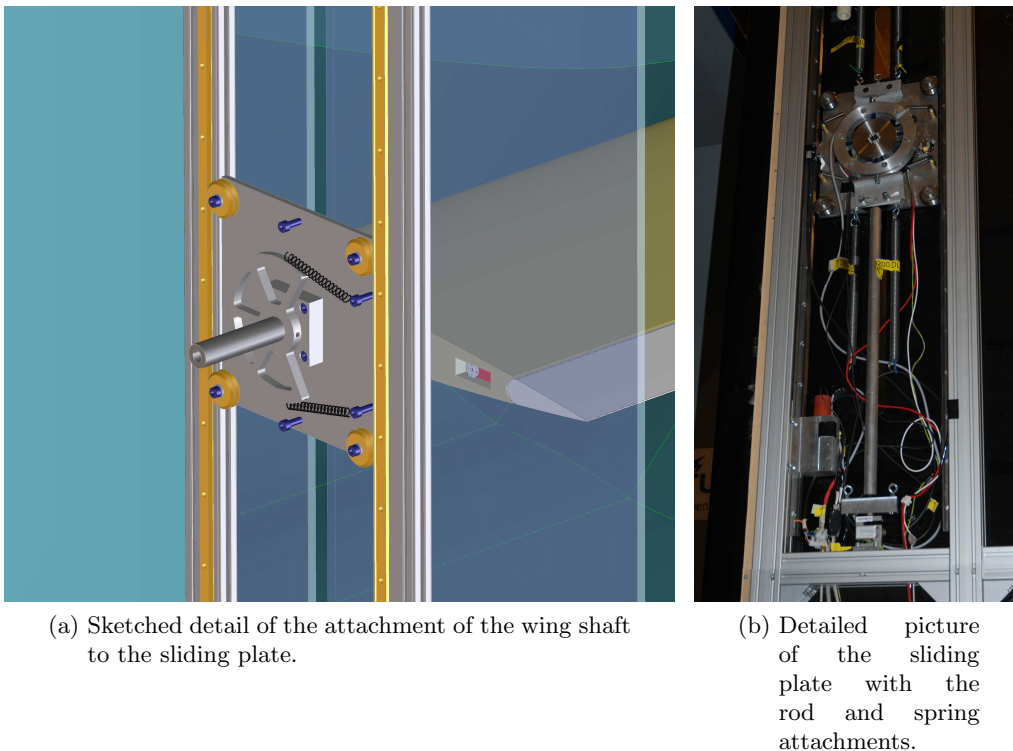 (a) Sketched detail of the attachment of the wing shaft
to the sliding plate.
(b) Detailed picture
of the sliding
plate with the
rod and spring
attachments.